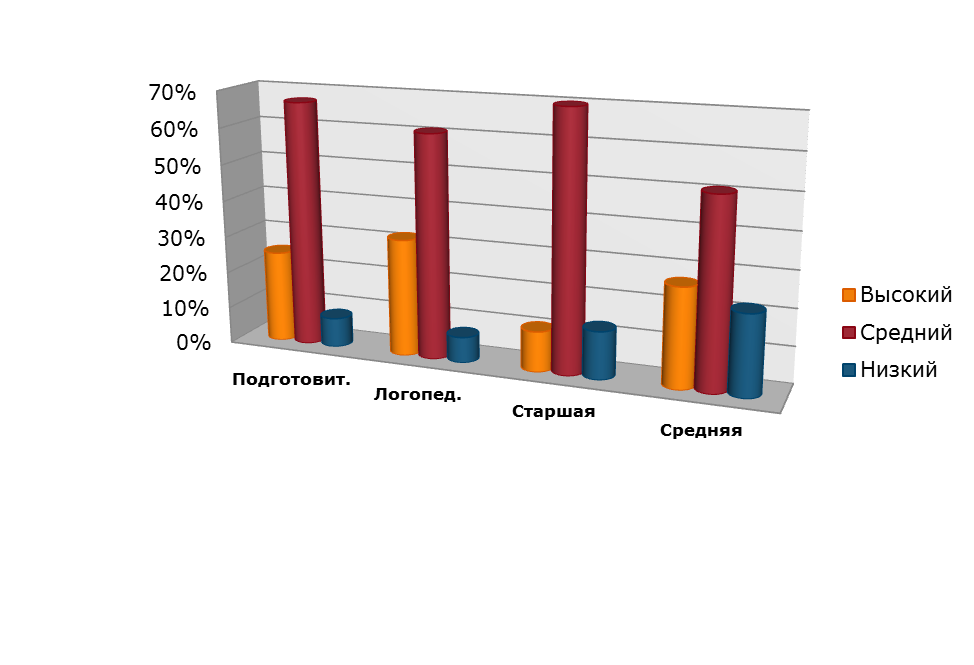 70%
60%
50%
40%
30%
20%
10%
0%
Подготовит.
Логопед.
Старшая
Средняя
Высокий
Средний
Низкий